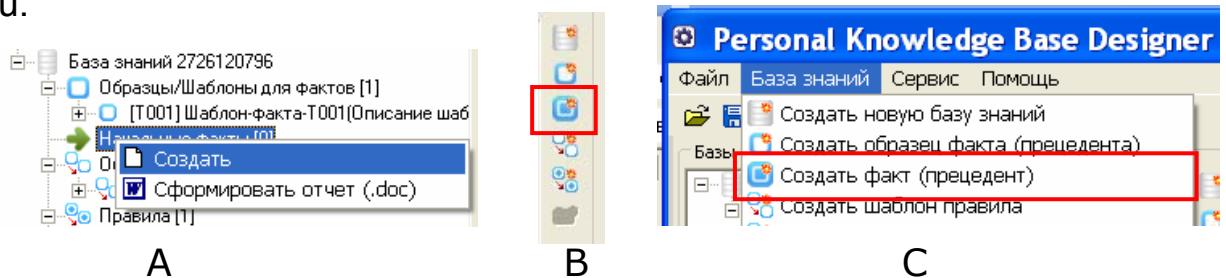 u.
База знаний 2726120796
Образцы/Шаблоны для фактов [1]
[T001] Шаблон-факта-T001(Описание шаб
Начальные факты [0]
Создать
Сформировать отчет (.doc)
Правила [1]
A
B
Personal Knowledge Base Designer
Файл База знаний Сервис Помощь
Создать новую базу знаний
Базы
Создать образец факта (прецедента)
Создать факт (прецедент)
Создать шаблон правила
C